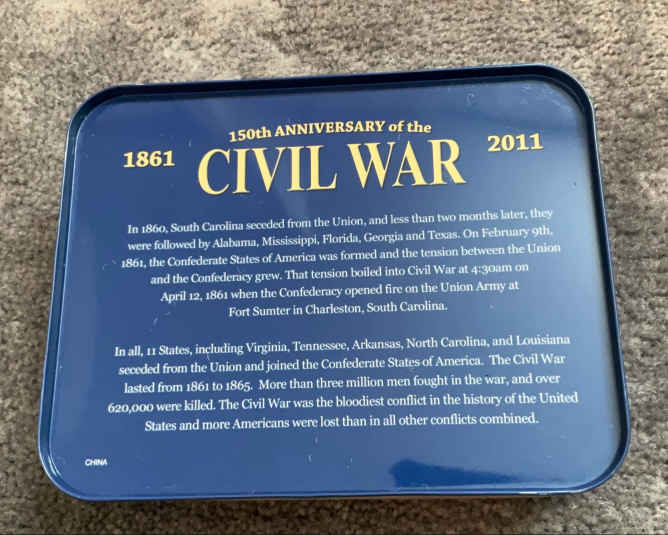 150th ANNIVERSARY of the
1861 CIVIL WAR 2011
In 1860, South Carolina seceded from the Union, and less than two months later, they
were followed by Alabama, Mississippi, Florida, Georgia and Texas. On February 9th,
1861, the Confederate States of America was formed and the tension between the Union
and the Confederacy grew. That tension boiled into Civil War at 4:30am on
April 12, 1861 when the Confederacy opened fire on the Union Army at
Fort Sumter in Charleston, South Carolina.
In all, 11 States, including Virginia, Tennessee, Arkansas, North Carolina, and Louisiana
seceded from the Union and joined the Confederate States of America. The Civil War
lasted from 1861 to 1865. More than three million men fought in the war, and over
620,000 were killed. The Civil War was the bloodiest conflict in the history of the United
States and more Americans were lost than in all other conflicts combined.
CHINA